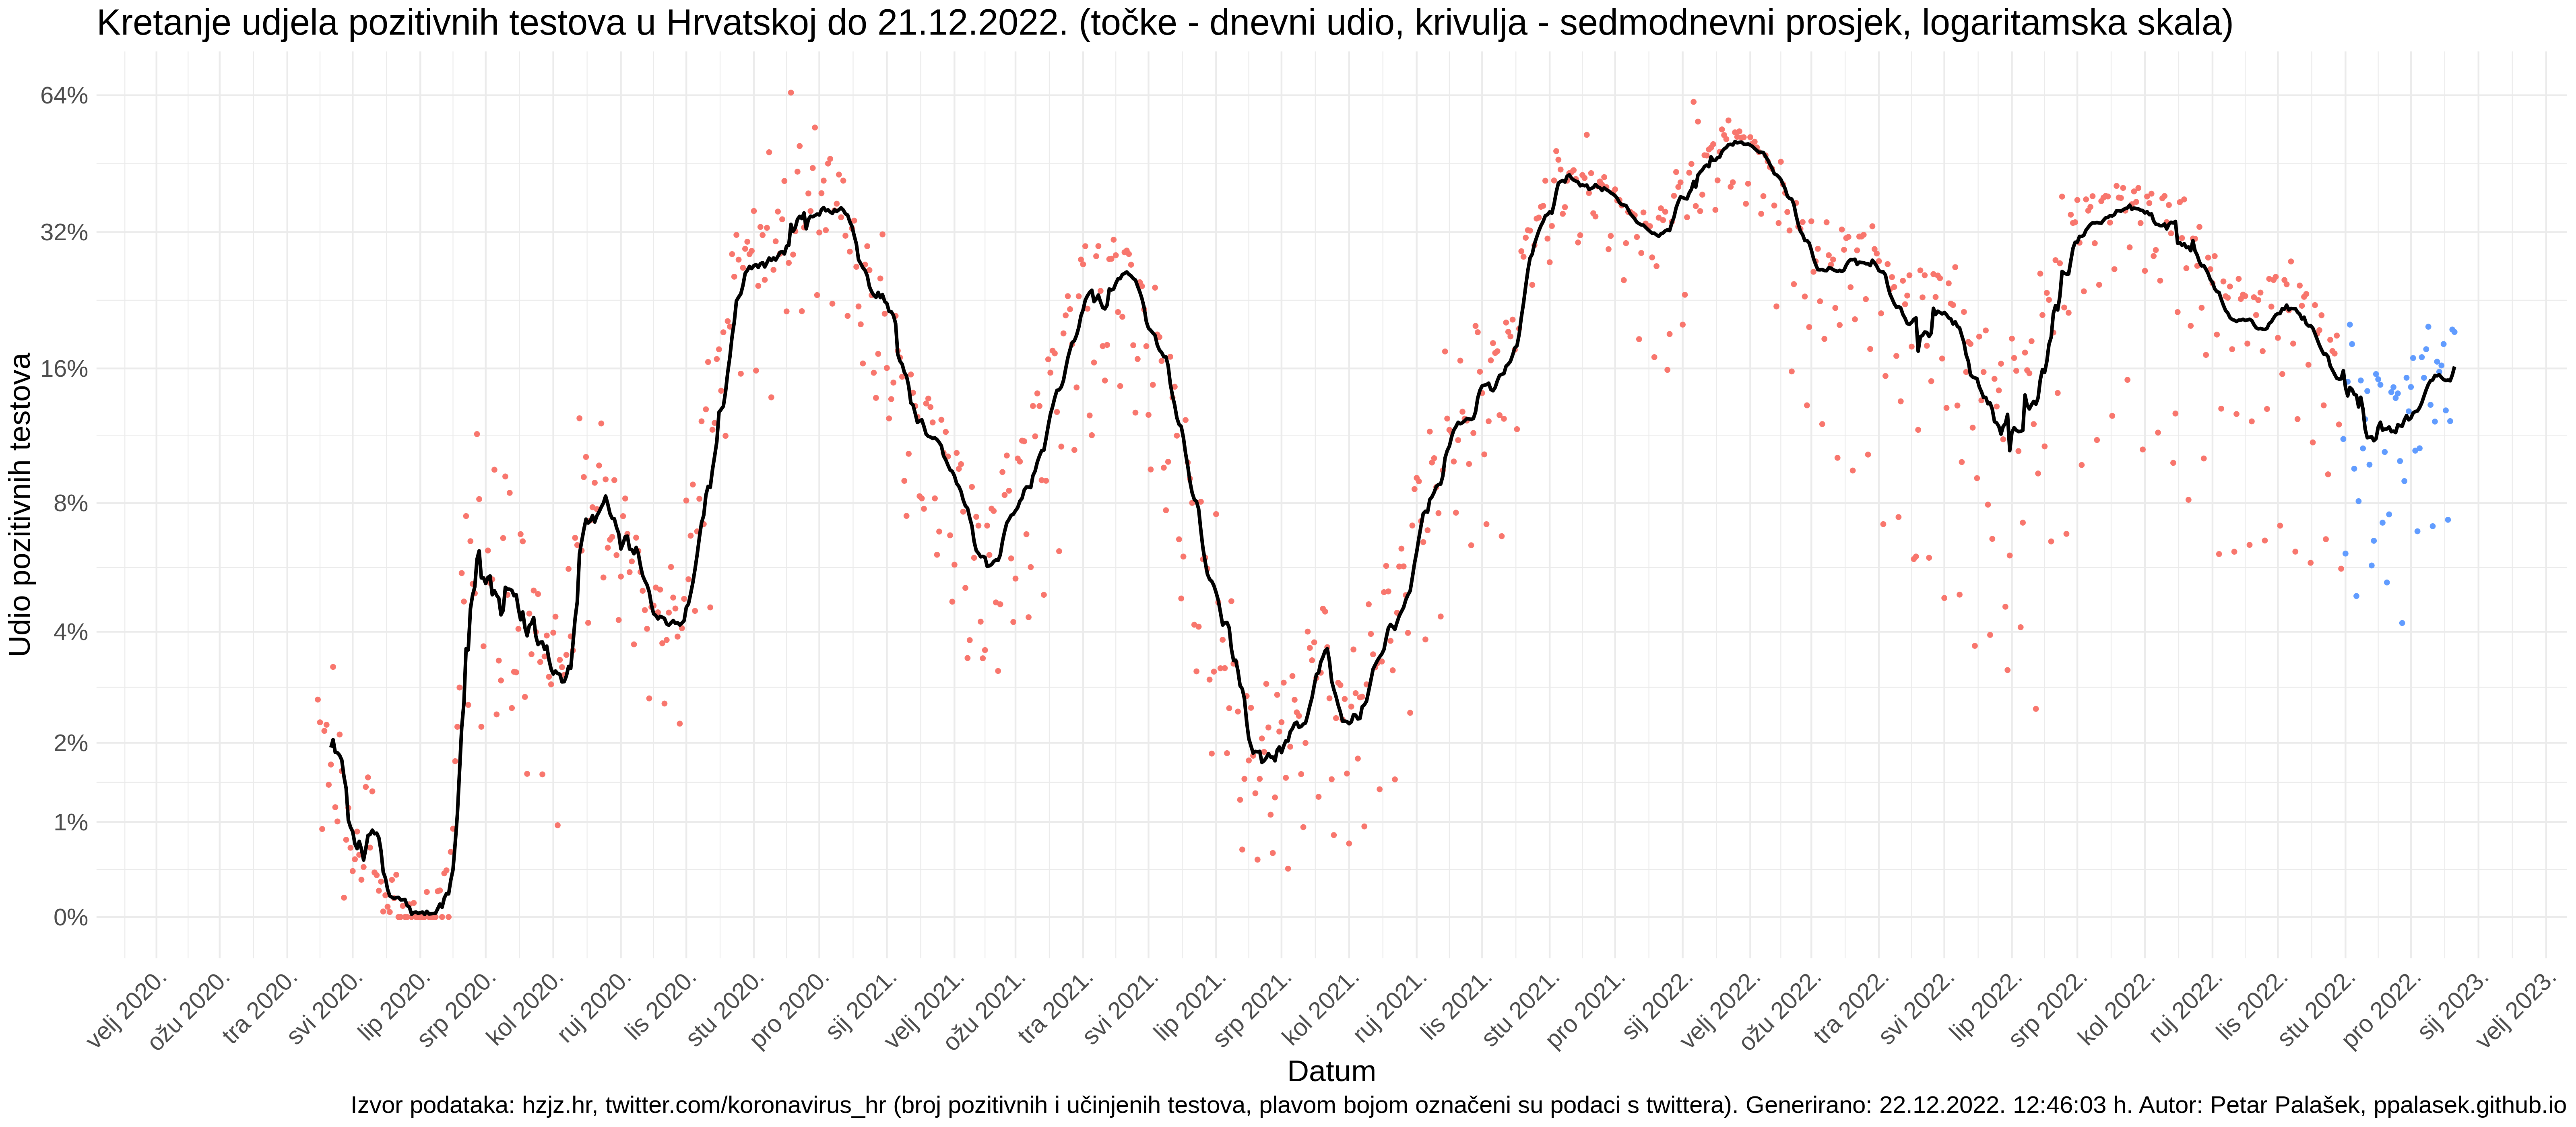 Kretanje udjela pozitivnih testova u Hrvatskoj do 21.12.2022. (točke - dnevni udio, krivulja - sedmodnevni prosjek, logaritamska skala)
Udio pozitivnih testova
64%
32%
16%
8%
4%
2%
1%
0%
velj 2020.
ožu 2020.
tra 2020.
svi 2020.
lip 2020.
srp 2020.
kol 2020.
ruj 2020.
lis 2020.
stu 2020.
pro 2020.
sij 2021.
velj 2021.
ožu 2021.
tra 2021.
svi 2021.
lip 2021.
srp 2021.
kol 2021.
ruj 2021.
lis 2021.
stu 2021.
pro 2021.
sij 2022.
velj 2022.
ožu 2022.
tra 2022.
svi 2022.
lip 2022.
srp 2022.
kol 2022.
ruj 2022.
lis 2022.
stu 2022.
pro 2022.
sij 2023.
velj 2023.
Datum
Izvor podataka: hzjz.hr, twitter.com/koronavirus_hr (broj pozitivnih i učinjenih testova, plavom bojom označeni su podaci s twittera). Generirano: 22.12.2022. 12:46:03 h. Autor: Petar Palašek, ppalasek.github.io